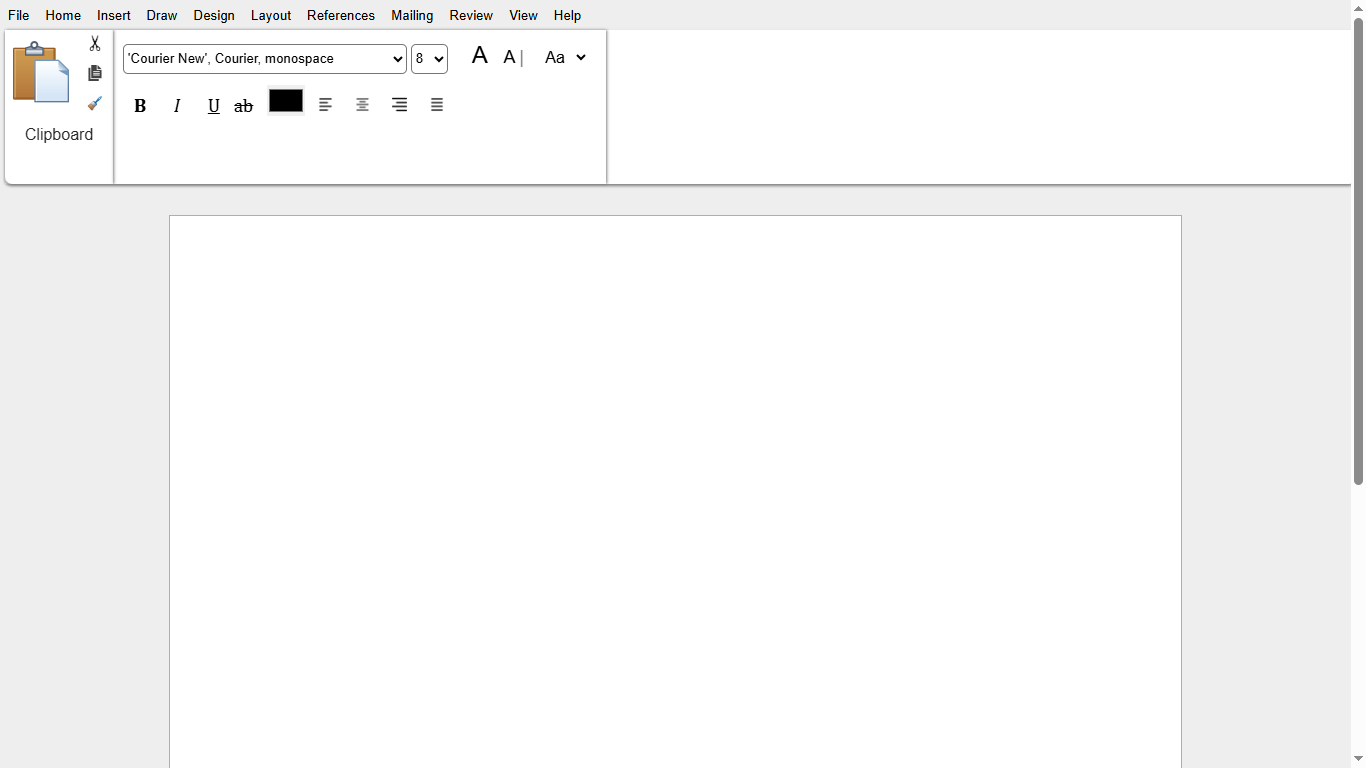 File Home Insert Draw Design Layout References Mailing Review View Help
'Courier New', Courier, monospace 8 A A| Aa
B I U ab
Clipboard